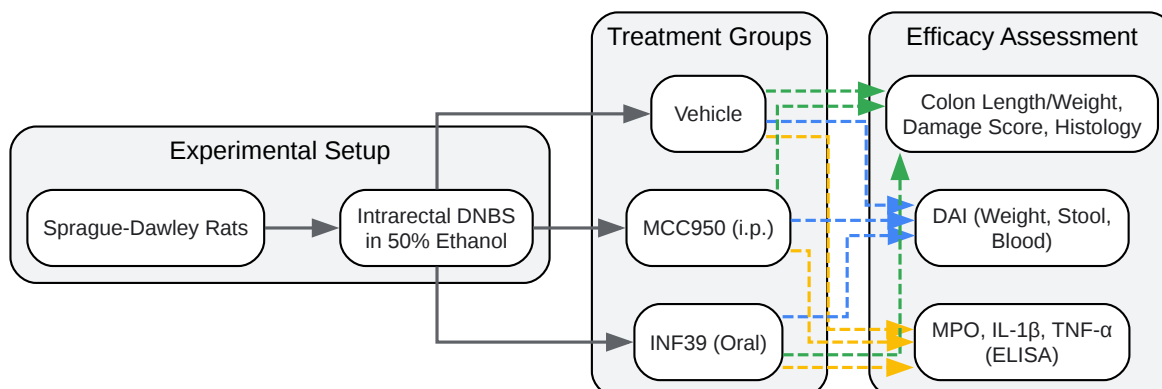 Experimental Setup
Sprague-Dawley Rats
Intrarectal DNBS
in 50% Ethanol
Treatment Groups
Vehicle
MCC950 (i.p.)
INF39 (Oral)
Efficacy Assessment
Colon Length/Weight,
Damage Score, Histology
DAI (Weight, Stool,
Blood)
MPO, IL-1β, TNF-α
(ELISA)